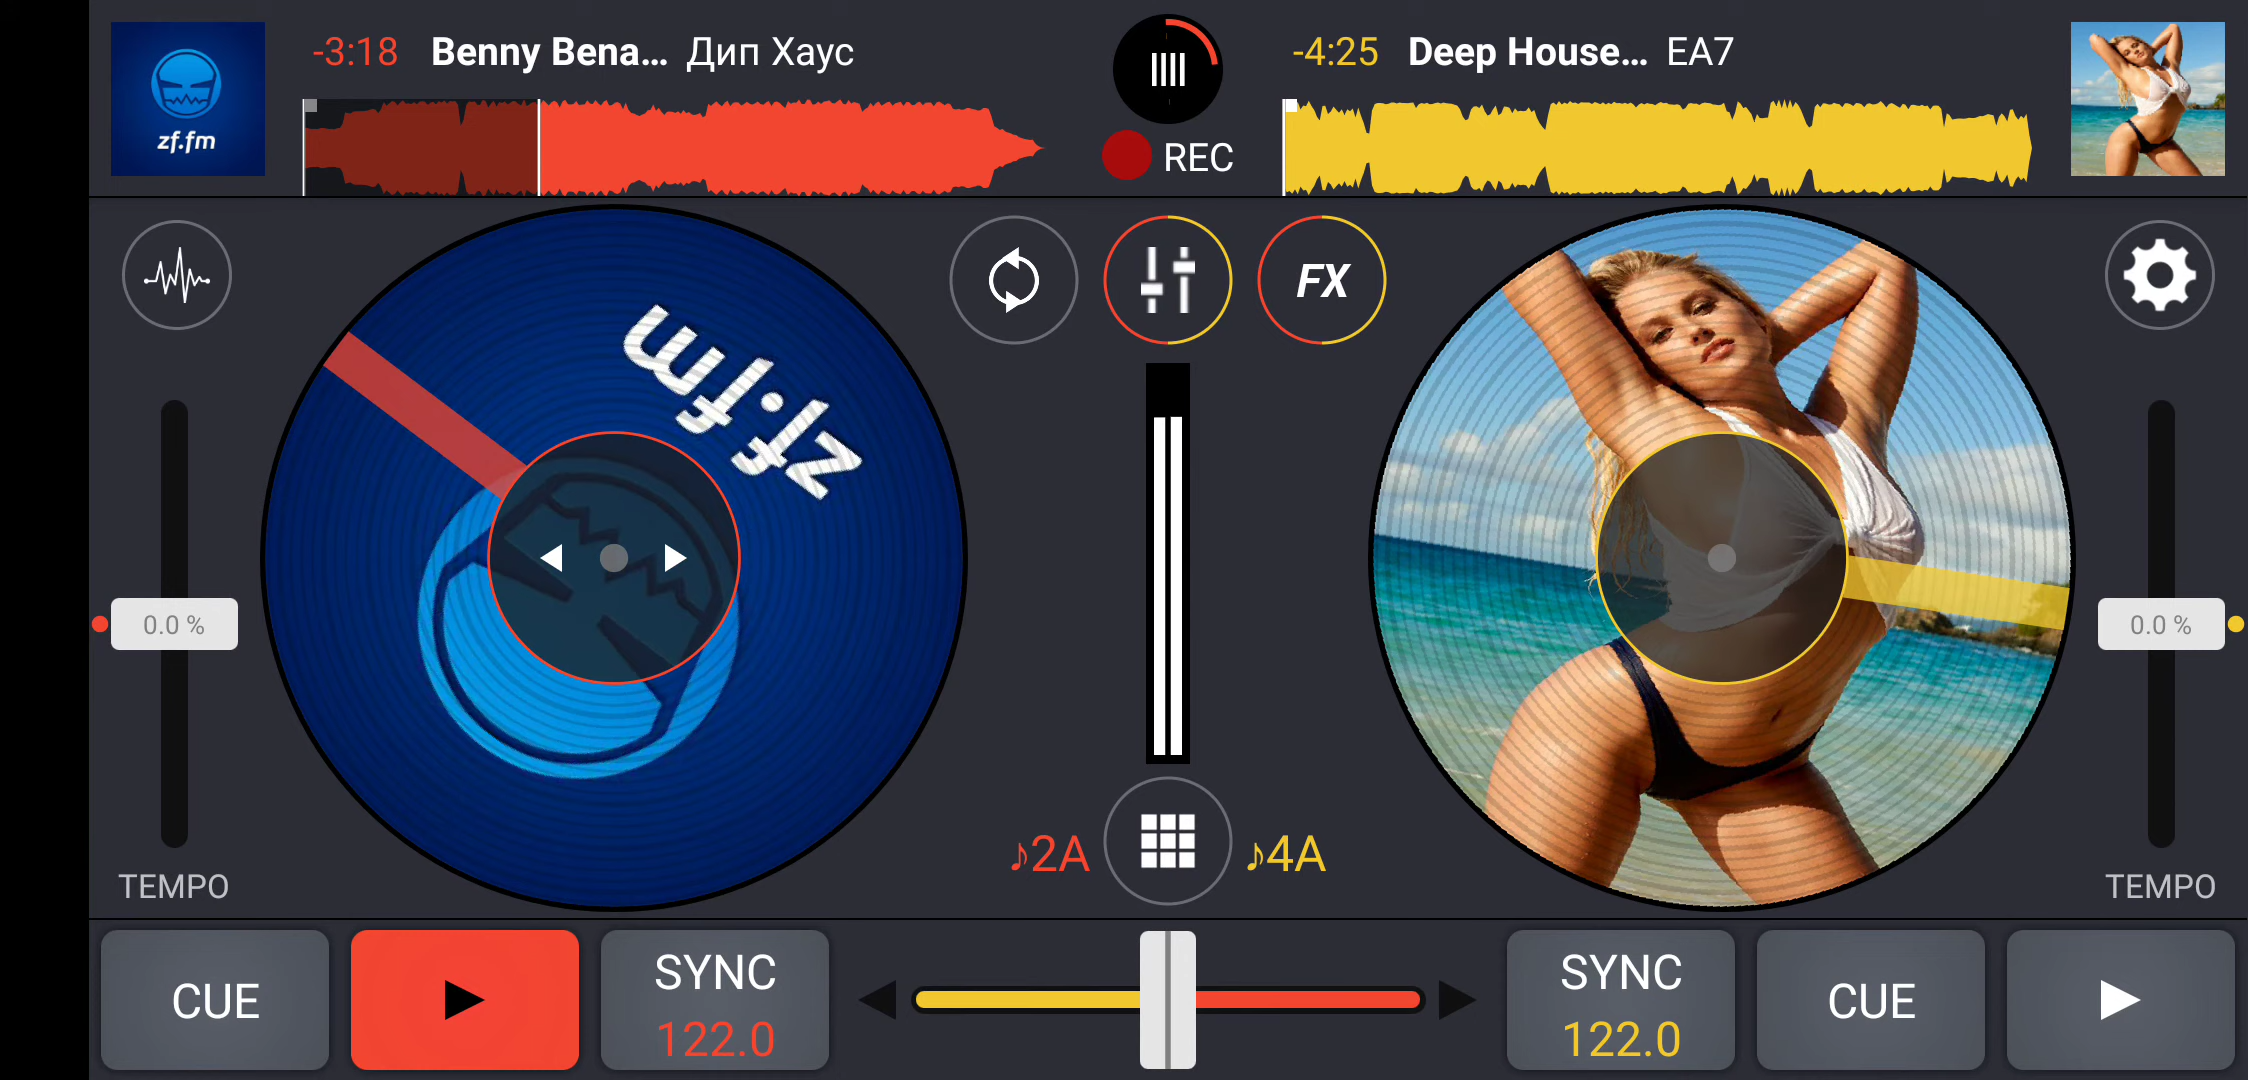 -3:18 Benny Bena... Дип Хаус
zf.fm
REC
-4:25 Deep House... EA7
FX
zf.fm
0.0 %
0.0 %
♪2A
♪4A
TEMPO
TEMPO
CUE
SYNC
122.0
SYNC
122.0
CUE